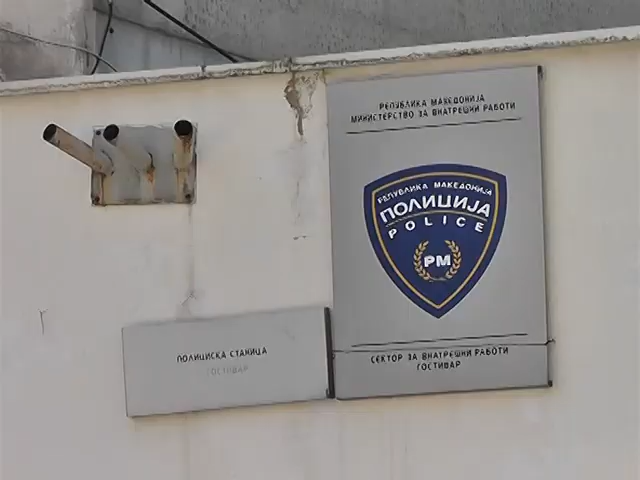 РЕПУБЛИКА МАКЕДОНИЈА
МИНИСТЕРСТВО ЗА ВНАТРЕШНИ РАБОТИ
РЕПУБЛИКА МАКЕДОНИЈА
ПОЛИЦИЈА
POLICE
РМ
СЕКТОР ЗА ВНАТРЕШНИ РАБОТИ
ГОСТИВАР
ПОЛИЦИСКА СТАНИЦА
ГОСТИВАР